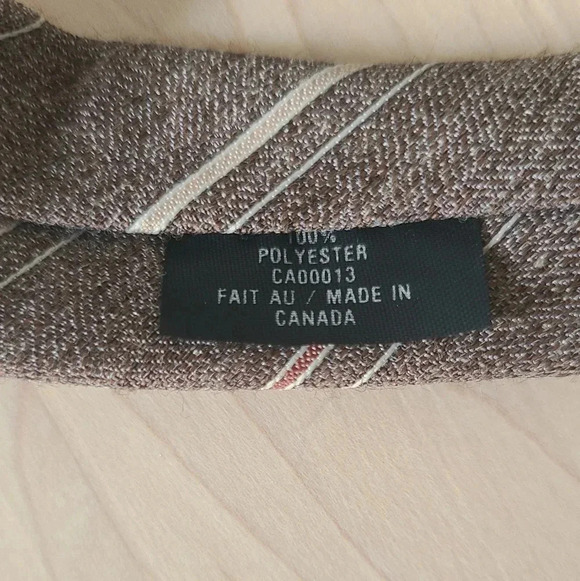 100%
POLYESTER
CA00013
FAIT AU / MADE IN
CANADA